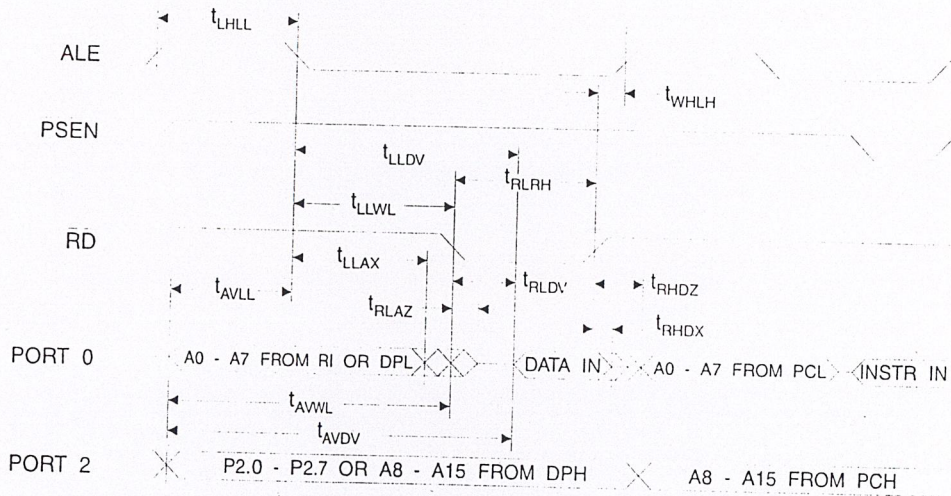 tLHLL
ALE
tWHLH
PSEN
tLLDV
tRLRH
tLLWL
RD
tLLAX
tRLDV
tRHDZ
tAVLL
tRLAZ
tRHDX
PORT 0
A0 - A7 FROM RI OR DPL
DATA IN
A0 - A7 FROM PCL
INSTR IN
tAVWL
tAVDV
PORT 2
P2.0 - P2.7 OR A8 - A15 FROM DPH
A8 - A15 FROM PCH